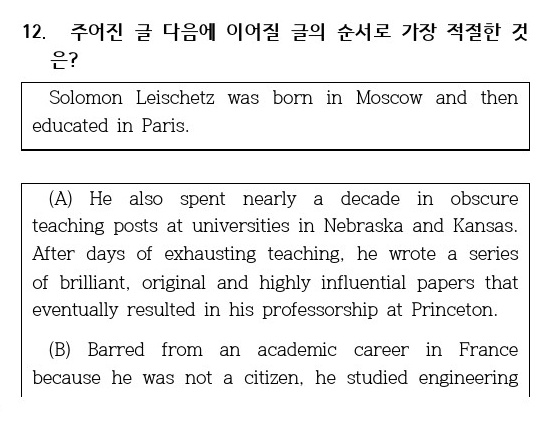 12. 주어진 글 다음에 이어질 글의 순서로 가장 적절한 것
은?
Solomon Leischetz was born in Moscow and then
educated in Paris.
(A) He also spent nearly a decade in obscure
teaching posts at universities in Nebraska and Kansas.
After days of exhausting teaching, he wrote a series
of brilliant, original and highly influential papers that
eventually resulted in his professorship at Princeton.
(B) Barred from an academic career in France
because he was not a citizen, he studied engineering